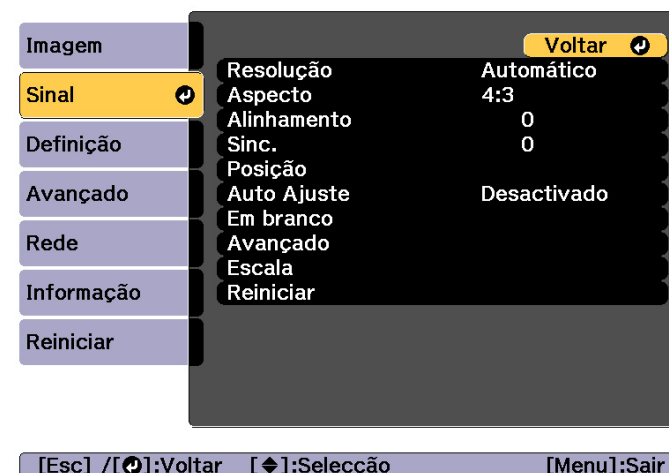 Imagem
Sinal
Definição
Avançado
Rede
Informação
Reiniciar
Voltar
Resolução Automático
Aspecto 4:3
Alinhamento 0
Sinc. 0
Posição
Auto Ajuste Desactivado
Em branco
Avançado
Escala
Reiniciar
[Esc] /[⏎]:Voltar [◆]:Selecção [Menu]:Sair